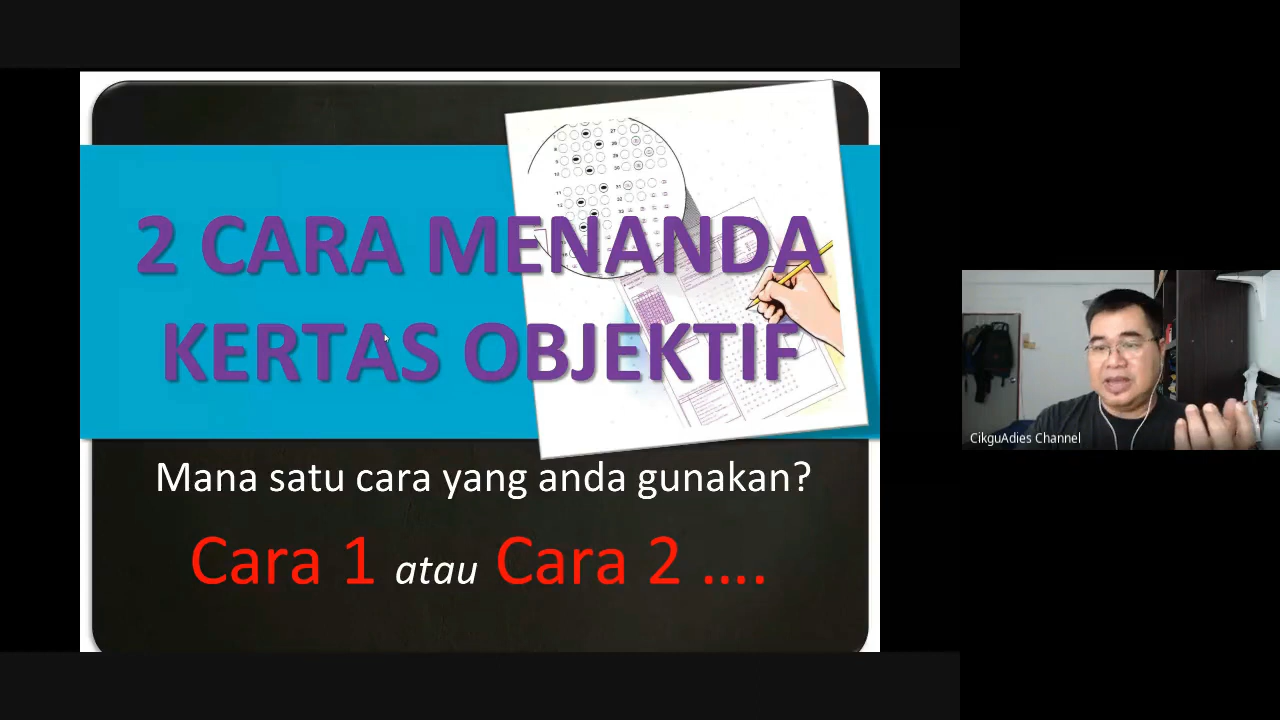 2 CARA MENANDA
KERTAS OBJEKTIF
Mana satu cara yang anda gunakan?
Cara 1 atau Cara 2 ....
CikguAdies Channel